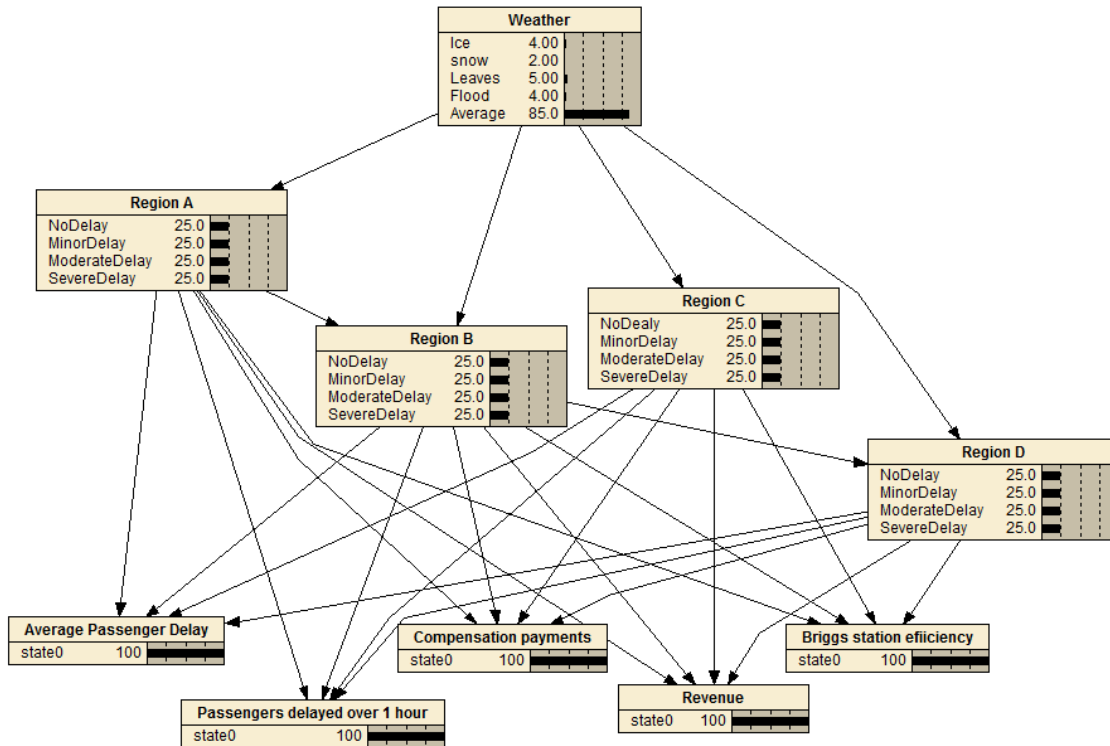 Weather
Ice 4.00
snow 2.00
Leaves 5.00
Flood 4.00
Average 85.0
Region A
NoDelay 25.0
MinorDelay 25.0
ModerateDelay 25.0
SevereDelay 25.0
Region B
NoDelay 25.0
MinorDelay 25.0
ModerateDelay 25.0
SevereDelay 25.0
Region C
NoDealy 25.0
MinorDelay 25.0
ModerateDelay 25.0
SevereDelay 25.0
Region D
NoDelay 25.0
MinorDelay 25.0
ModerateDelay 25.0
SevereDelay 25.0
Average Passenger Delay
state0 100
Compensation payments
state0 100
Briggs station efiiciency
state0 100
Passengers delayed over 1 hour
state0 100
Revenue
state0 100